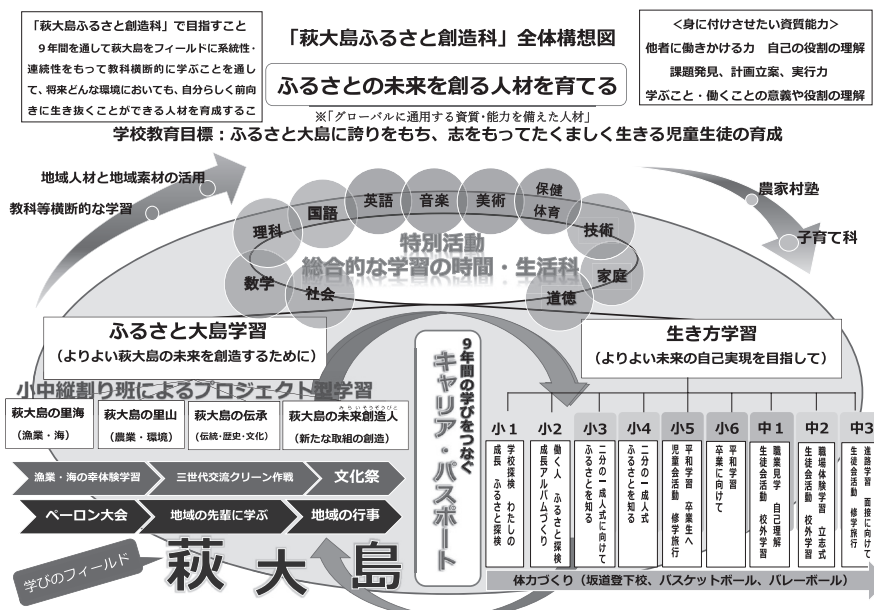 「萩大島ふるさと創造科」で目指すこと
９年間を通して萩大島をフィールドに系統性・
連続性をもって教科横断的に学ぶことを通し
て、将来どんな環境においても、自分らしく前向
きに生き抜くことができる人材を育成するこ
「萩大島ふるさと創造科」全体構想図
ふるさとの未来を創る人材を育てる
※「グローバルに通用する資質・能力を備えた人材」
＜身に付けさせたい資質能力＞
他者に働きかける力　自己の役割の理解
課題発見、計画立案、実行力
学ぶこと・働くことの意義や役割の理解
学校教育目標：ふるさと大島に誇りをもち、志をもってたくましく生きる児童生徒の育成
地域人材と地域素材の活用
教科等横断的な学習
農家村塾
子育て科
数学
理科
国語
英語
音楽
美術
保健
体育
技術
家庭
道徳
社会
特別活動
総合的な学習の時間・生活科
ふるさと大島学習
（よりよい萩大島の未来を創造するために）
生き方学習
（よりよい未来の自己実現を目指して）
小中縦割り班によるプロジェクト型学習
萩大島の里海
（漁業・海）
萩大島の里山
（農業・環境）
萩大島の伝承
（伝統・歴史・文化）
みらいそうぞうびと
萩大島の未来創造人
（新たな取組の創造）
漁業・海の幸体験学習
三世代交流クリーン作戦
文化祭
ペーロン大会
地域の先輩に学ぶ
地域の行事
学びのフィールド
萩大島
９年間の学びをつなぐ
キャリア・パスポート
小１
学校探検　わたしの
成長　ふるさと探検
小２
働く人　ふるさと探検
成長アルバムづくり
小３
二分の一成人式に向けて
ふるさとを知る
小４
二分の一成人式
ふるさとを知る
小５
平和学習　卒業生へ
児童会活動　修学旅行
小６
平和学習
卒業に向けて
中１
職業見学　自己理解
生徒会活動　校外学習
中２
職場体験学習　立志式
生徒会活動　校外学習
中３
進路学習　面接に向けて
生徒会活動　修学旅行
体力づくり（坂道登下校、バスケットボール、バレーボール）